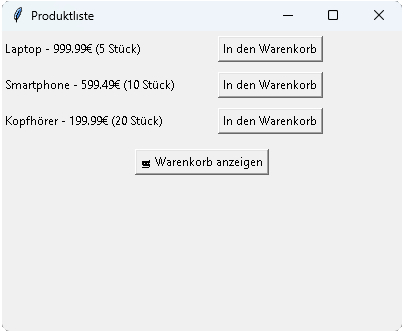 Produktliste
Laptop - 999.99€ (5 Stück) In den Warenkorb
Smartphone - 599.49€ (10 Stück) In den Warenkorb
Kopfhörer - 199.99€ (20 Stück) In den Warenkorb
Warenkorb anzeigen